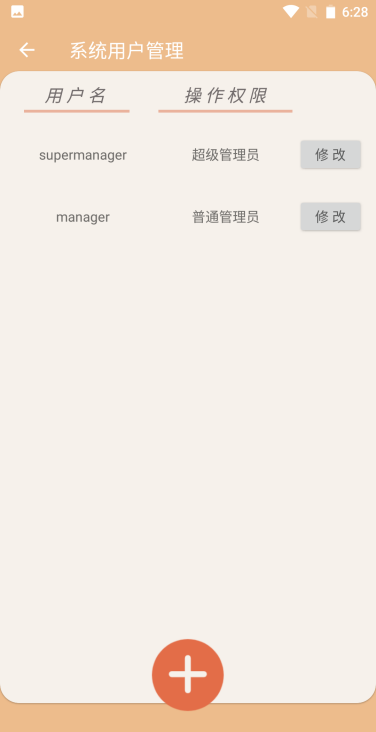 6:28
系统用户管理
用户名 操作权限
supermanager 超级管理员 修改
manager 普通管理员 修改